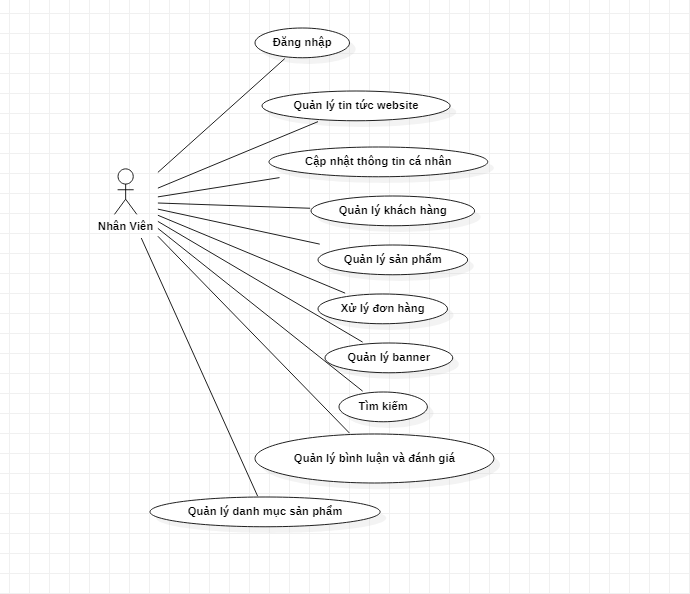 Đăng nhập
Quản lý tin tức website
Cập nhật thông tin cá nhân
Quản lý khách hàng
Nhân Viên
Quản lý sản phẩm
Xử lý đơn hàng
Quản lý banner
Tìm kiếm
Quản lý bình luận và đánh giá
Quản lý danh mục sản phẩm